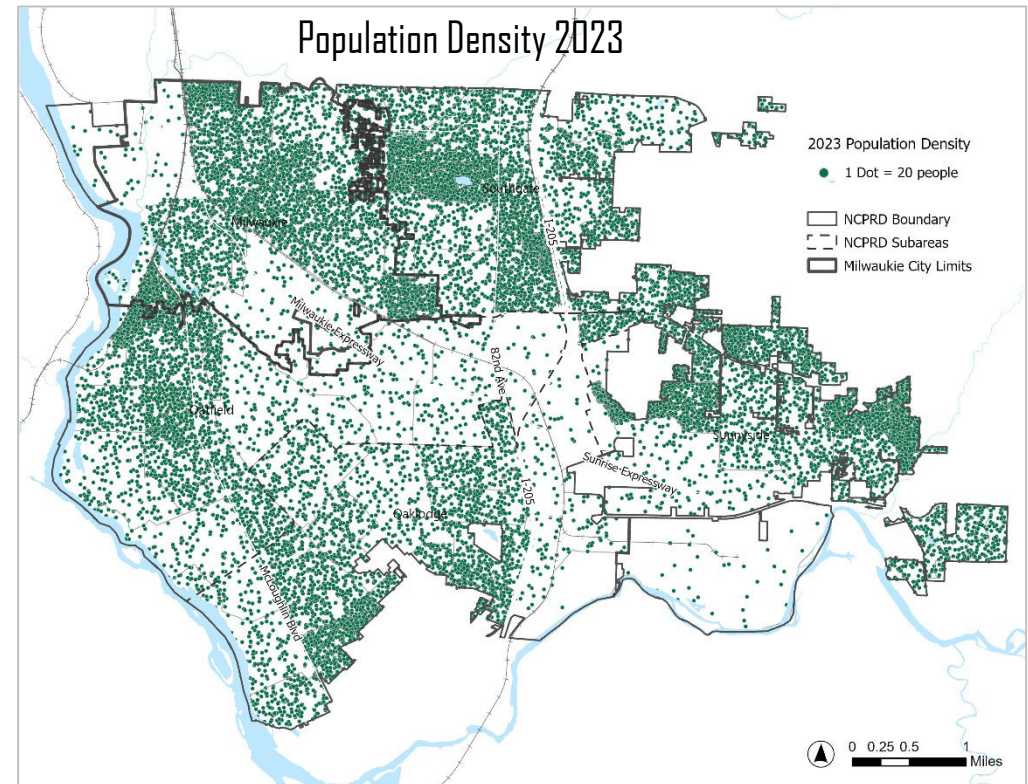 Population Density 2023
2023 Population Density
1 Dot = 20 people
NCPRD Boundary
NCPRD Subareas
Milwaukie City Limits
Southgate
Milwaukie
I-205
Milwaukie Expressway
82nd Ave
Oatfield
Sunnyside
Sunrise Expressway
I-205
Oaklodge
McLoughlin Blvd
0 0.25 0.5 1
Miles